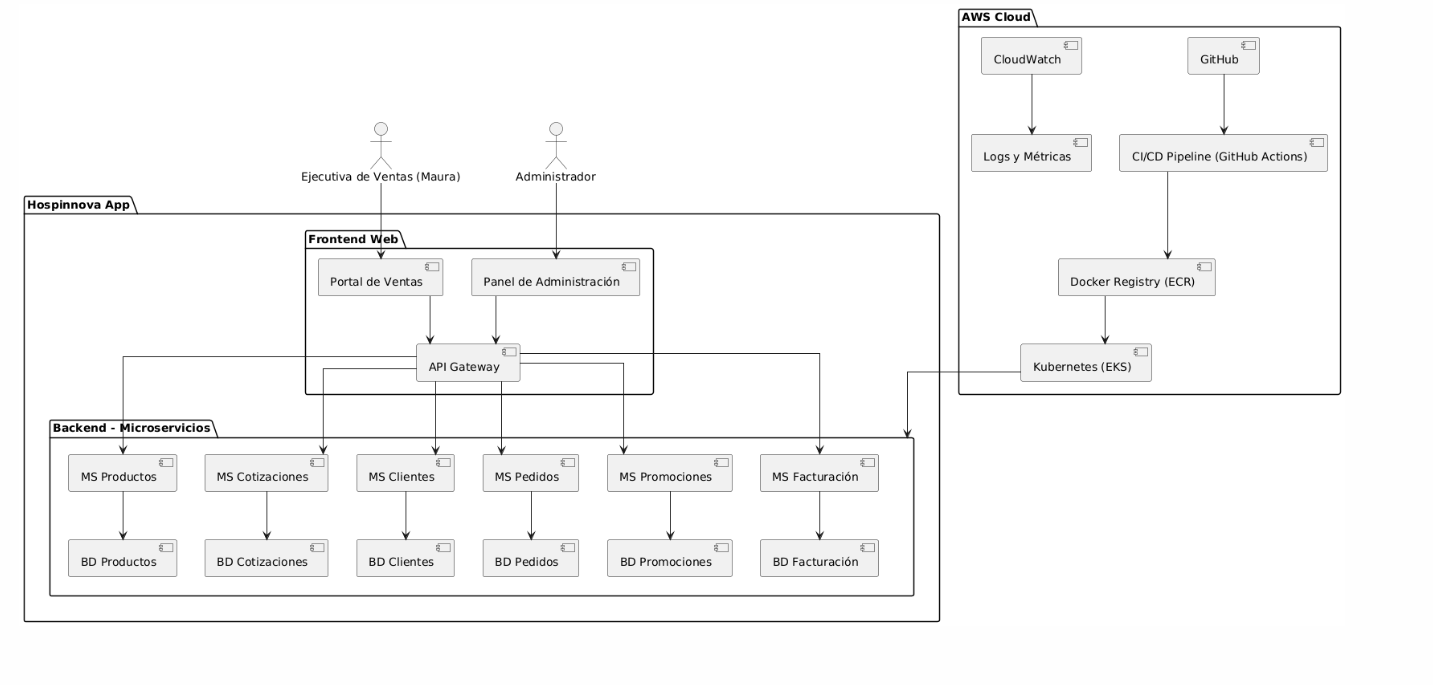 AWS Cloud
CloudWatch
GitHub
Logs y Métricas
CI/CD Pipeline (GitHub Actions)
Ejecutiva de Ventas (Maura)
Administrador
Hospinnova App
Frontend Web
Portal de Ventas
Panel de Administración
Docker Registry (ECR)
API Gateway
Kubernetes (EKS)
Backend - Microservicios
MS Productos
MS Cotizaciones
MS Clientes
MS Pedidos
MS Promociones
MS Facturación
BD Productos
BD Cotizaciones
BD Clientes
BD Pedidos
BD Promociones
BD Facturación